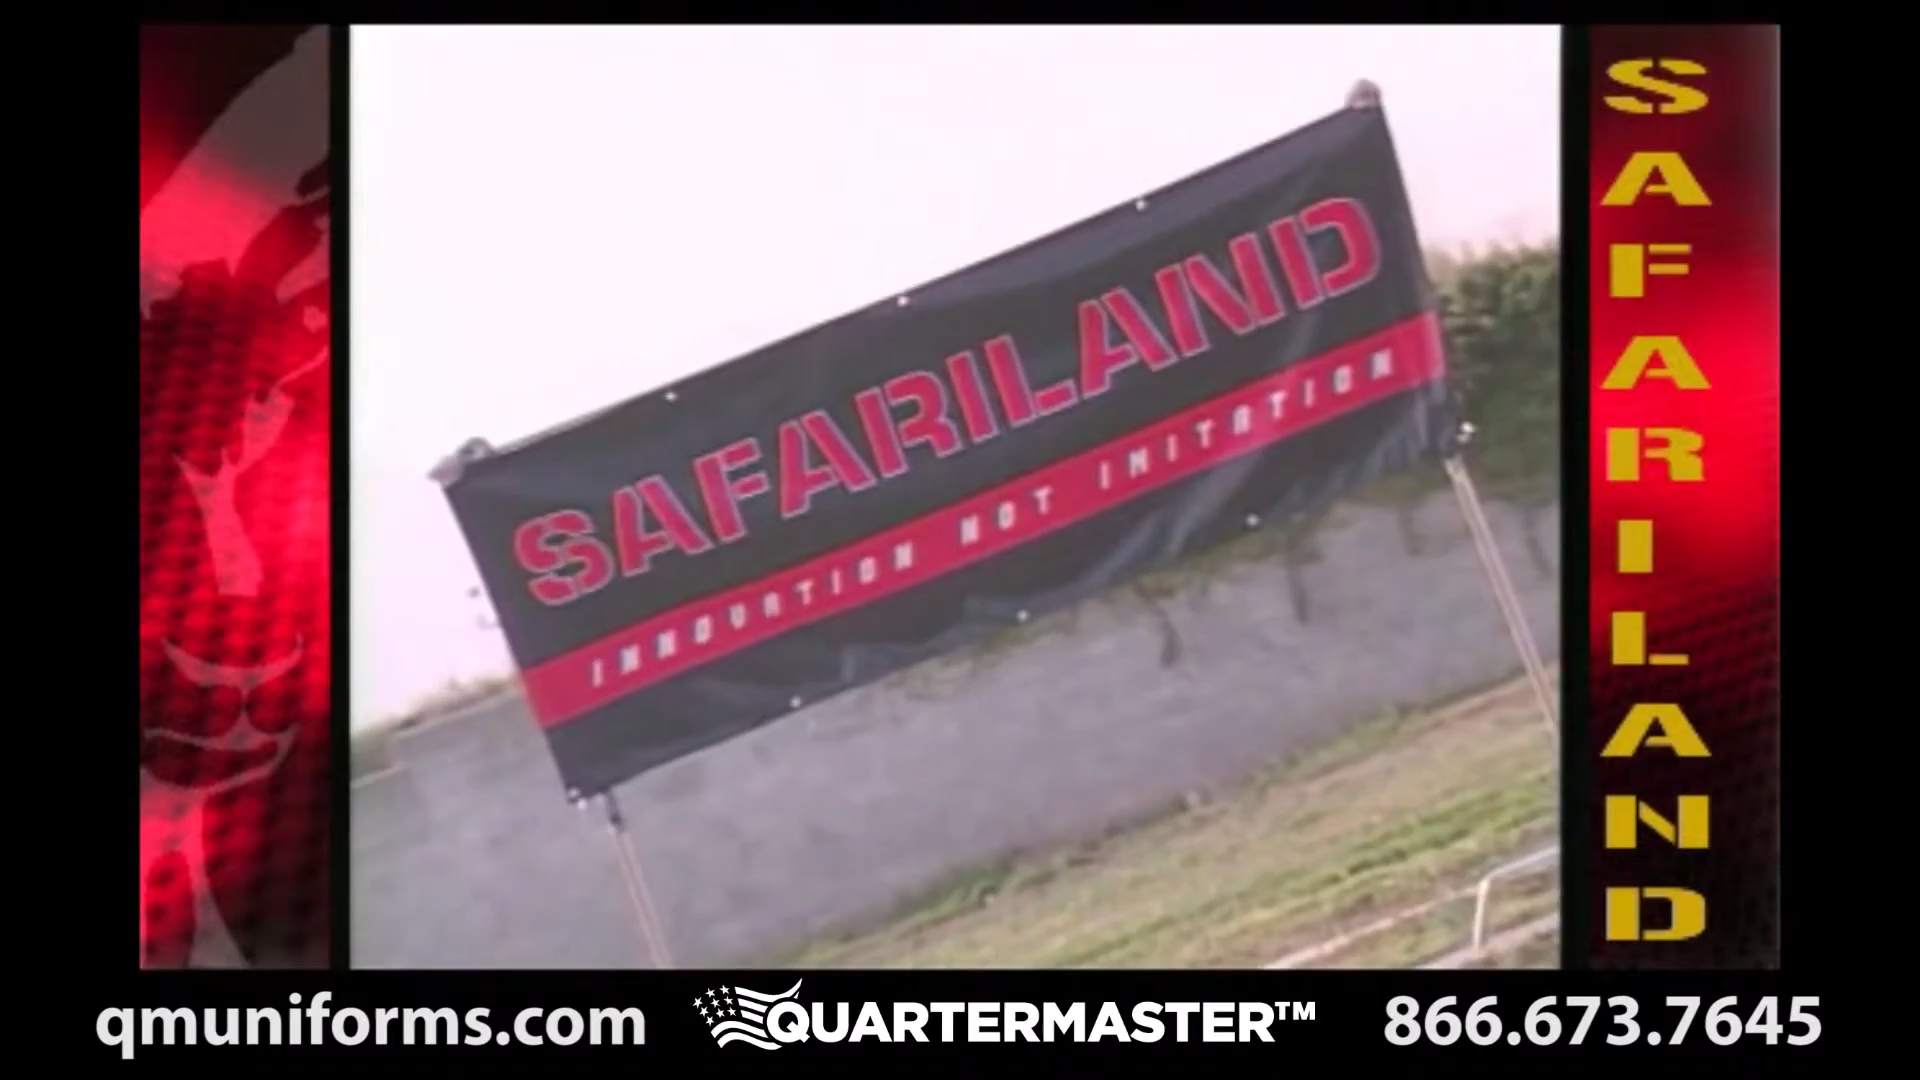 SAFARILAND
INNOVATION NOT IMITATION
SAFARILAND
qmuniforms.com
QUARTERMASTER™
866.673.7645